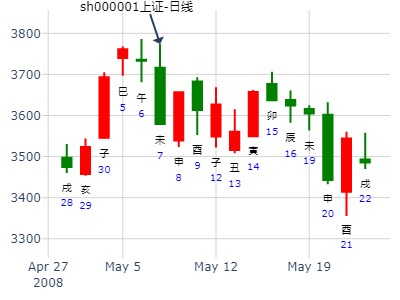 sh000001上证-日线
3800
3700
3600
3500
3400
3300
戌
28
亥
29
子
30
巳
5
午
6
未
7
申
8
酉
9
子
12
丑
13
寅
14
卯
15
辰
16
未
19
申
20
酉
21
戌
22
Apr 27
2008
May 5
May 12
May 19